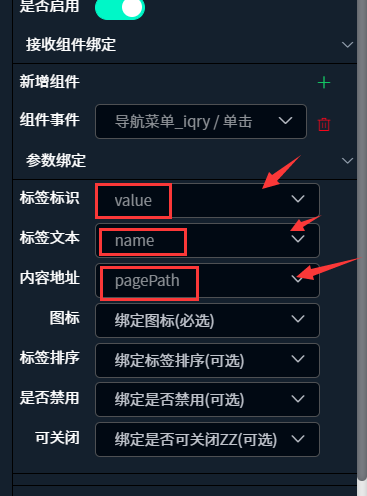 是否启用
接收组件绑定
新增组件 +
组件事件 导航菜单_iqry / 单击
参数绑定
标签标识 value
标签文本 name
内容地址 pagePath
图标 绑定图标(必选)
标签排序 绑定标签排序(可选)
是否禁用 绑定是否禁用(可选)
可关闭 绑定是否可关闭ZZ(可选)